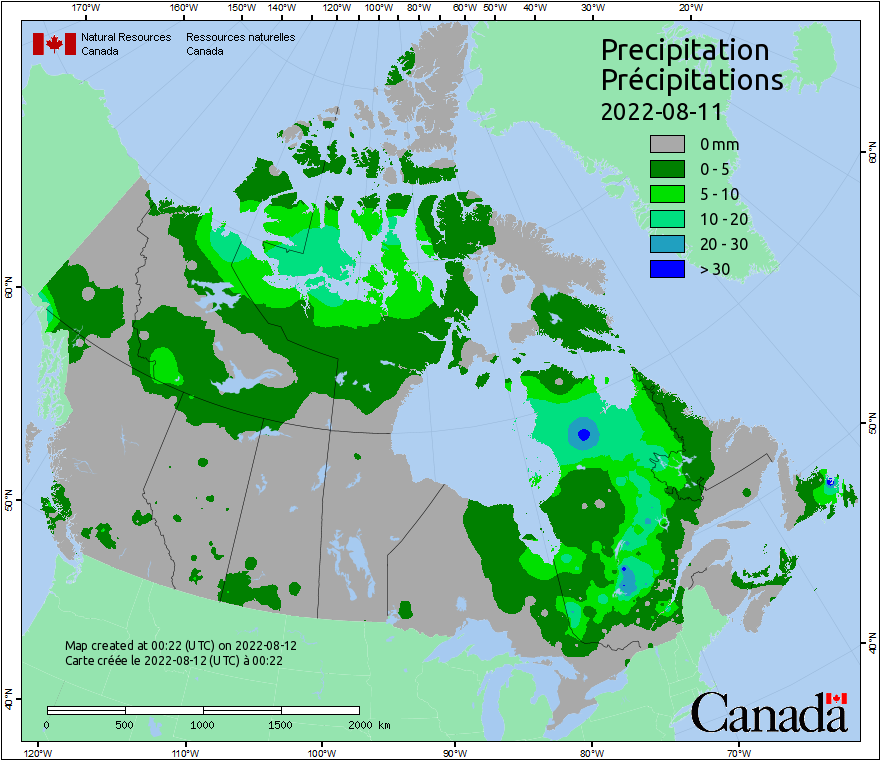 170°W 160°W 150°W 140°W 130°W 120°W 110°W 100°W 90°W 80°W 60°W 50°W 40°W 30°W 20°W
Natural Resources Ressources naturelles
Canada Canada
Precipitation
Précipitations
2022-08-11
0 mm
0 - 5
5 - 10
10 - 20
20 - 30
> 30
60°N
60°N
50°N
50°N
40°N
40°N
Map created at 00:22 (UTC) on 2022-08-12
Carte créée le 2022-08-12 (UTC) à 00:22
0 500 1000 1500 2000 km
Canada
120°W 110°W 100°W 90°W 80°W 70°W